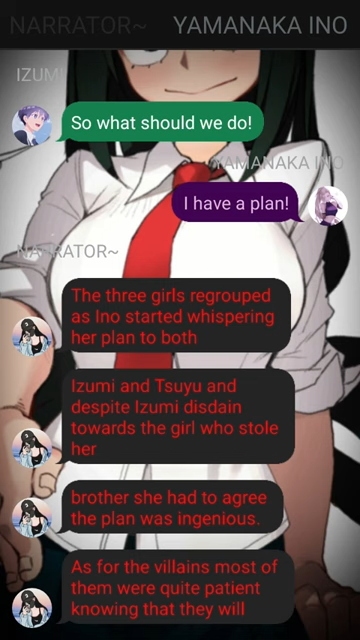 NARRATOR~ YAMANAKA INO
IZUMI
So what should we do!
YAMANAKA INO
I have a plan!
NARRATOR~
The three girls regrouped
as Ino started whispering
her plan to both
Izumi and Tsuyu and
despite Izumi disdain
towards the girl who stole
her
brother she had to agree
the plan was ingenious.
As for the villains most of
them were quite patient
knowing that they will